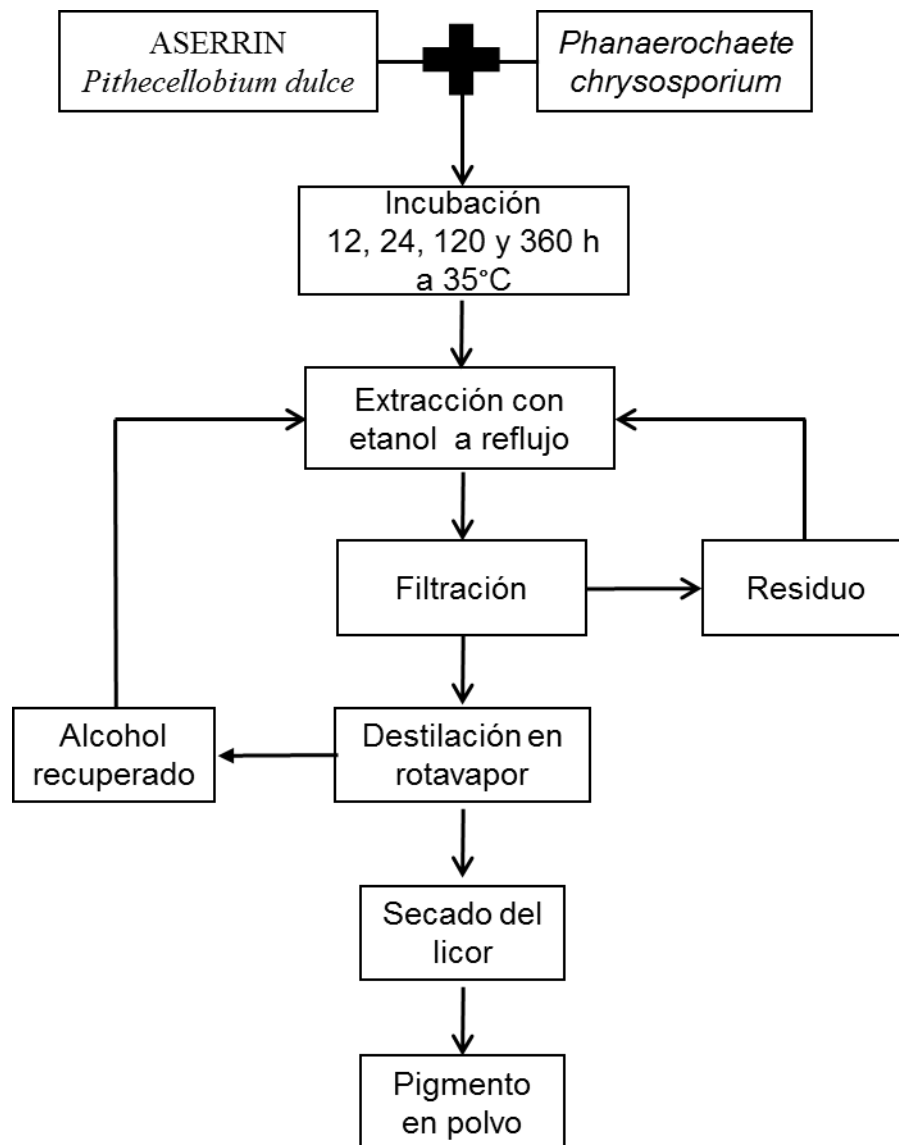 ASERRIN
Pithecellobium dulce
Phanaerochaete
chrysosporium
Incubación
12, 24, 120 y 360 h
a 35°C
Extracción con
etanol a reflujo
Filtración
Residuo
Alcohol
recuperado
Destilación en
rotavapor
Secado del
licor
Pigmento
en polvo